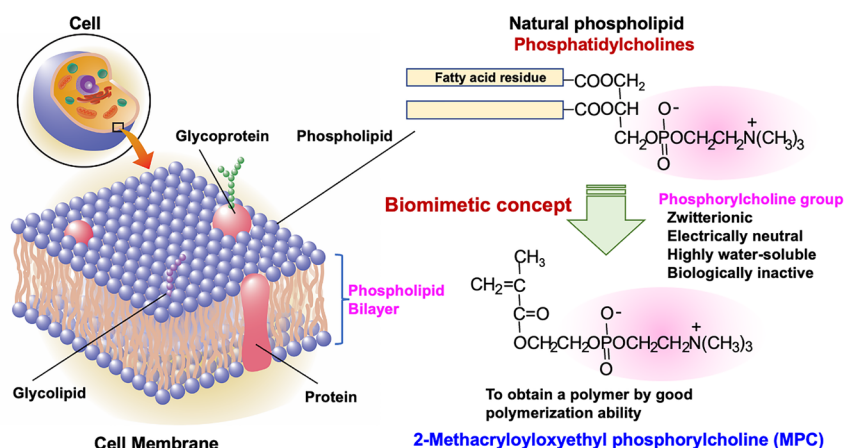 Cell
Glycoprotein
Phospholipid
Phospholipid
Bilayer
Glycolipid
Protein
Cell Membrane
Natural phospholipid
Phosphatidylcholines
Fatty acid residue
COOCH₂
COOCH
O-
+
CH₂OPOCH₂CH₂N(CH₃)₃
O
Biomimetic concept
Phosphorylcholine group
Zwitterionic
Electrically neutral
Highly water-soluble
Biologically inactive
CH₃
CH₂=C
C=O
O-
+
OCH₂CH₂OPOCH₂CH₂N(CH₃)₃
O
To obtain a polymer by good
polymerization ability
2-Methacryloyloxyethyl phosphorylcholine (MPC)